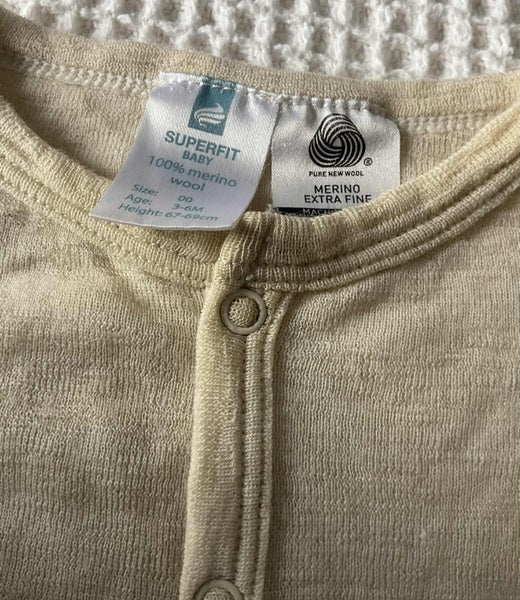 SUPERFIT
BABY
100% merino
wool
Size: 00
Age: 3-6M
Height: 67-69cm
®
PURE NEW WOOL
MERINO
EXTRA FINE